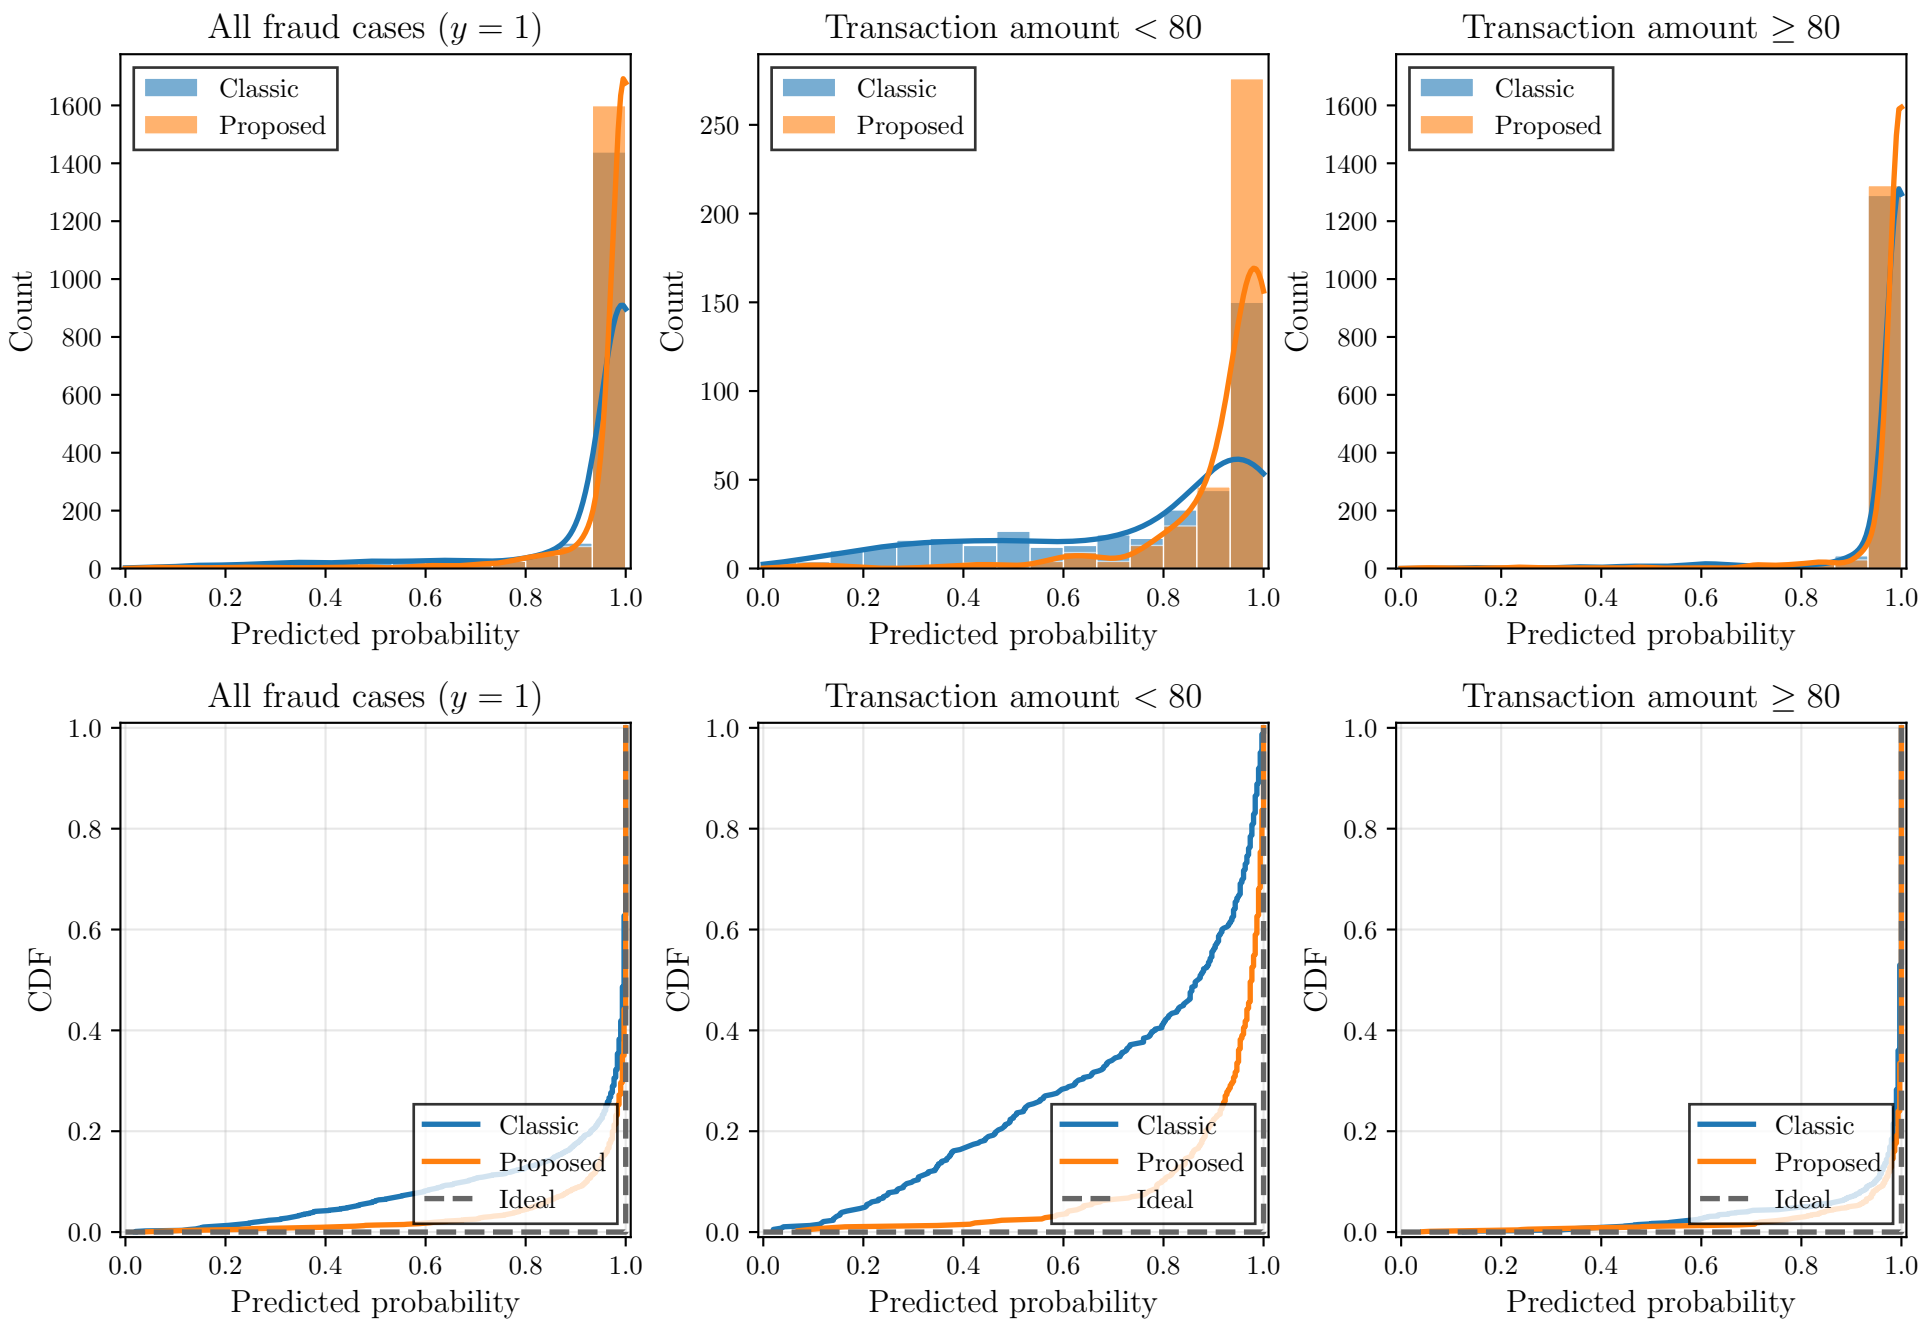 All fraud cases (y = 1)
Classic
Proposed
1600
1400
1200
1000
800
600
400
200
0
Count
0.0 0.2 0.4 0.6 0.8 1.0
Predicted probability
Transaction amount < 80
Classic
Proposed
250
200
150
100
50
0
Count
0.0 0.2 0.4 0.6 0.8 1.0
Predicted probability
Transaction amount ≥ 80
Classic
Proposed
1600
1400
1200
1000
800
600
400
200
0
Count
0.0 0.2 0.4 0.6 0.8 1.0
Predicted probability
All fraud cases (y = 1)
1.0
0.8
0.6
0.4
0.2
0.0
CDF
Classic
Proposed
Ideal
0.0 0.2 0.4 0.6 0.8 1.0
Predicted probability
Transaction amount < 80
1.0
0.8
0.6
0.4
0.2
0.0
CDF
Classic
Proposed
Ideal
0.0 0.2 0.4 0.6 0.8 1.0
Predicted probability
Transaction amount ≥ 80
1.0
0.8
0.6
0.4
0.2
0.0
CDF
Classic
Proposed
Ideal
0.0 0.2 0.4 0.6 0.8 1.0
Predicted probability